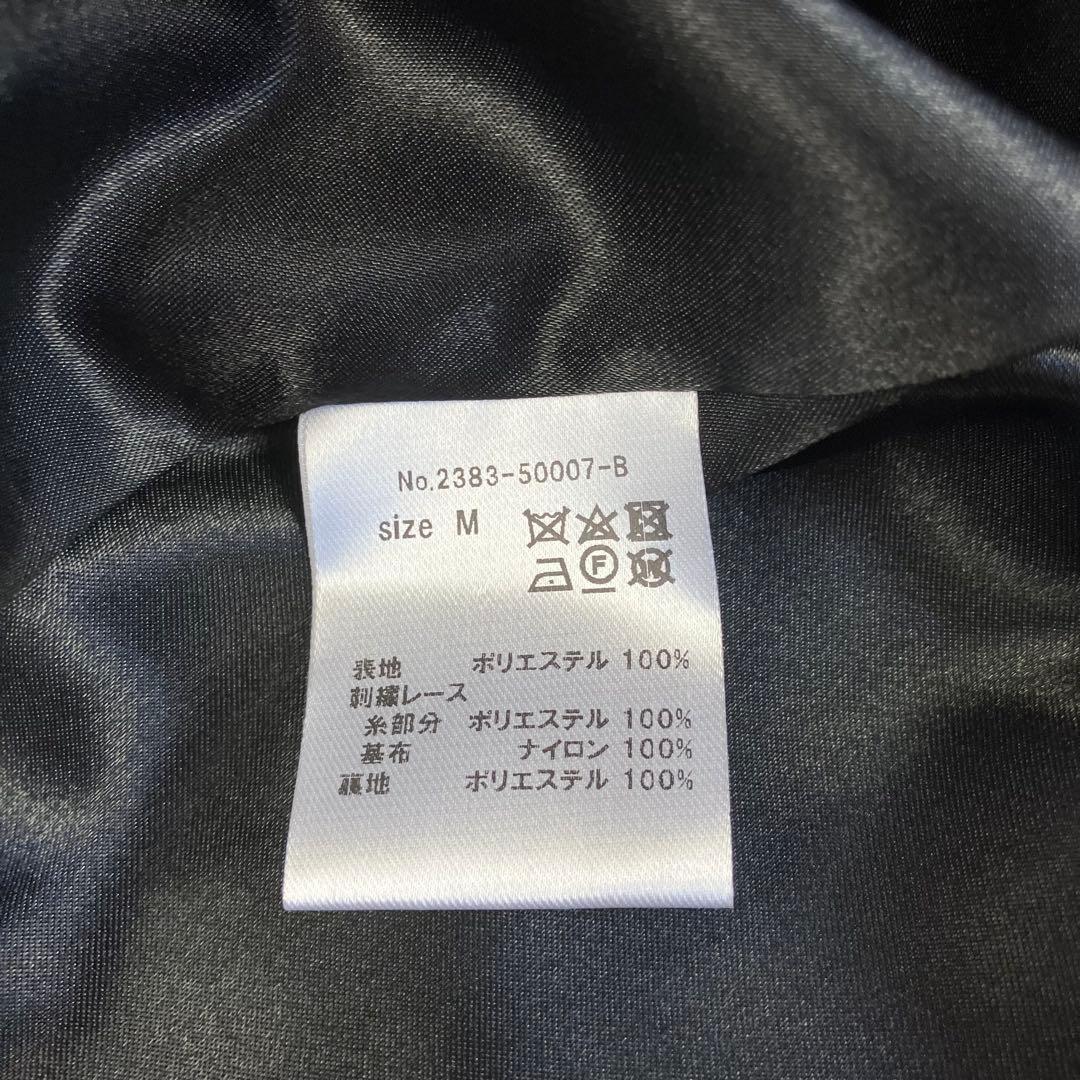 No.2383-50007-B
size M
F
W
表地 ポリエステル 100%
刺繍レース
糸部分 ポリエステル 100%
基布 ナイロン 100%
裏地 ポリエステル 100%